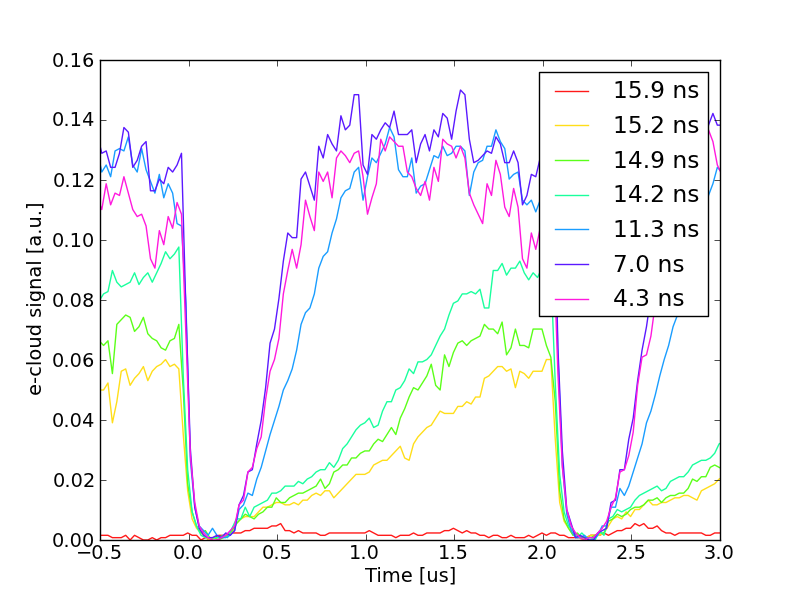 0.16
0.14
0.12
0.10
0.08
0.06
0.04
0.02
0.00
e-cloud signal [a.u.]
15.9 ns
15.2 ns
14.9 ns
14.2 ns
11.3 ns
7.0 ns
4.3 ns
−0.5 0.0 0.5 1.0 1.5 2.0 2.5 3.0
Time [us]